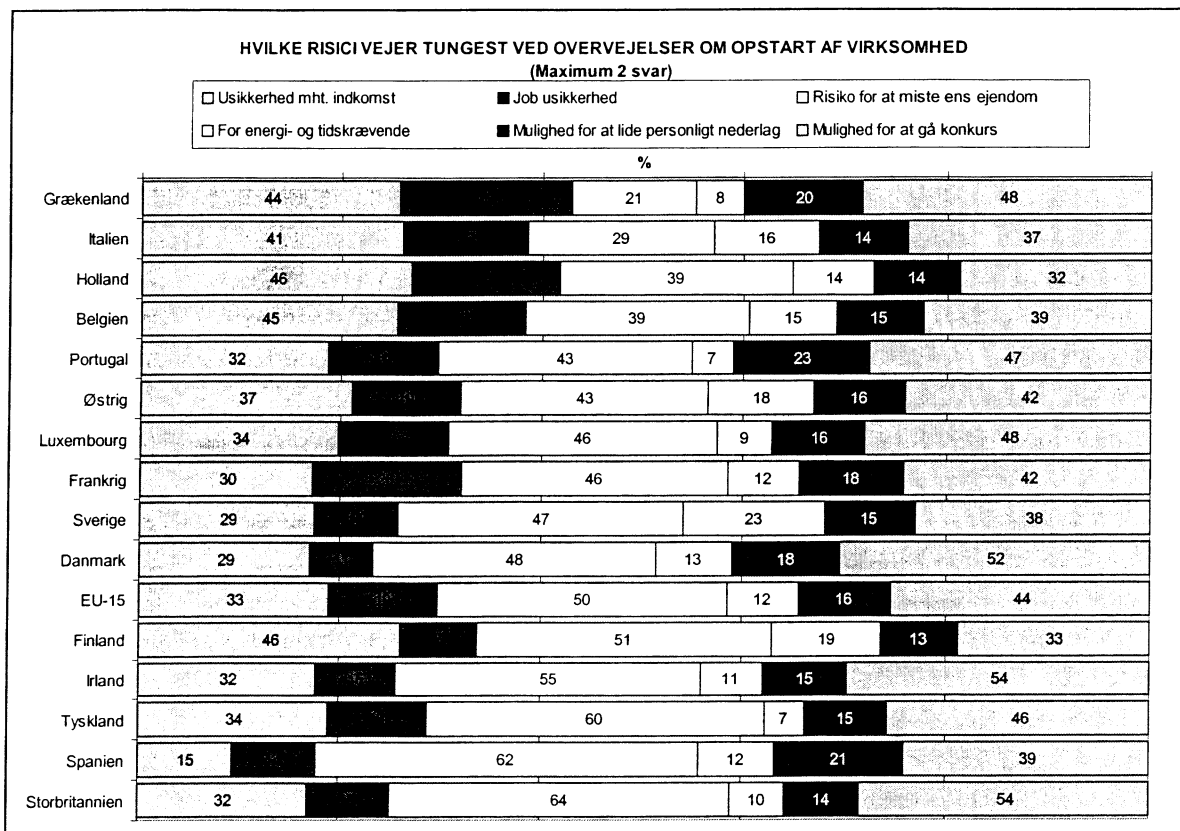 HVILKE RISICI VEJER TUNGEST VED OVERVEJELSER OM OPSTART AF VIRKSOMHED
(Maximum 2 svar)
Usikkerhed mht. indkomst Job usikkerhed Risiko for at miste ens ejendom
For energi- og tidskrævende Mulighed for at lide personligt nederlag Mulighed for at gå konkurs
%
Grækenland 44 21 8 20 48
Italien 41 29 16 14 37
Holland 46 39 14 14 32
Belgien 45 39 15 15 39
Portugal 32 43 7 23 47
Østrig 37 43 18 16 42
Luxembourg 34 46 9 16 48
Frankrig 30 46 12 18 42
Sverige 29 47 23 15 38
Danmark 29 48 13 18 52
EU-15 33 50 12 16 44
Finland 46 51 19 13 33
Irland 32 55 11 15 54
Tyskland 34 60 7 15 46
Spanien 15 62 12 21 39
Storbritannien 32 64 10 14 54